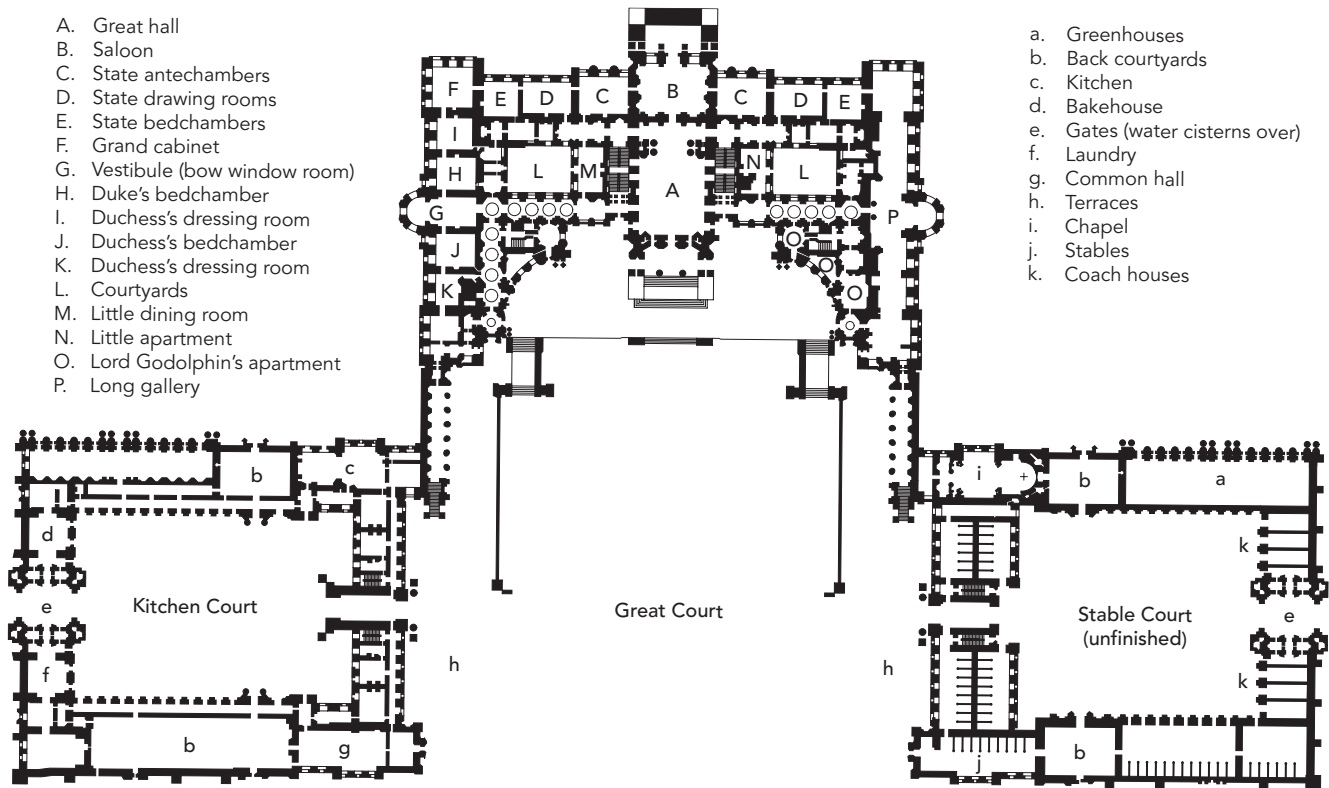 A. Great hall
B. Saloon
C. State antechambers
D. State drawing rooms
E. State bedchambers
F. Grand cabinet
G. Vestibule (bow window room)
H. Duke's bedchamber
I. Duchess's dressing room
J. Duchess's bedchamber
K. Duchess's dressing room
L. Courtyards
M. Little dining room
N. Little apartment
O. Lord Godolphin's apartment
P. Long gallery
a. Greenhouses
b. Back courtyards
c. Kitchen
d. Bakehouse
e. Gates (water cisterns over)
f. Laundry
g. Common hall
h. Terraces
i. Chapel
j. Stables
k. Coach houses
F E D C B C D E
I
H L M A N L
G P
J O
O
K O
b c i b a
d k
e Kitchen Court Great Court Stable Court e
(unfinished)
f h h k
b g j b